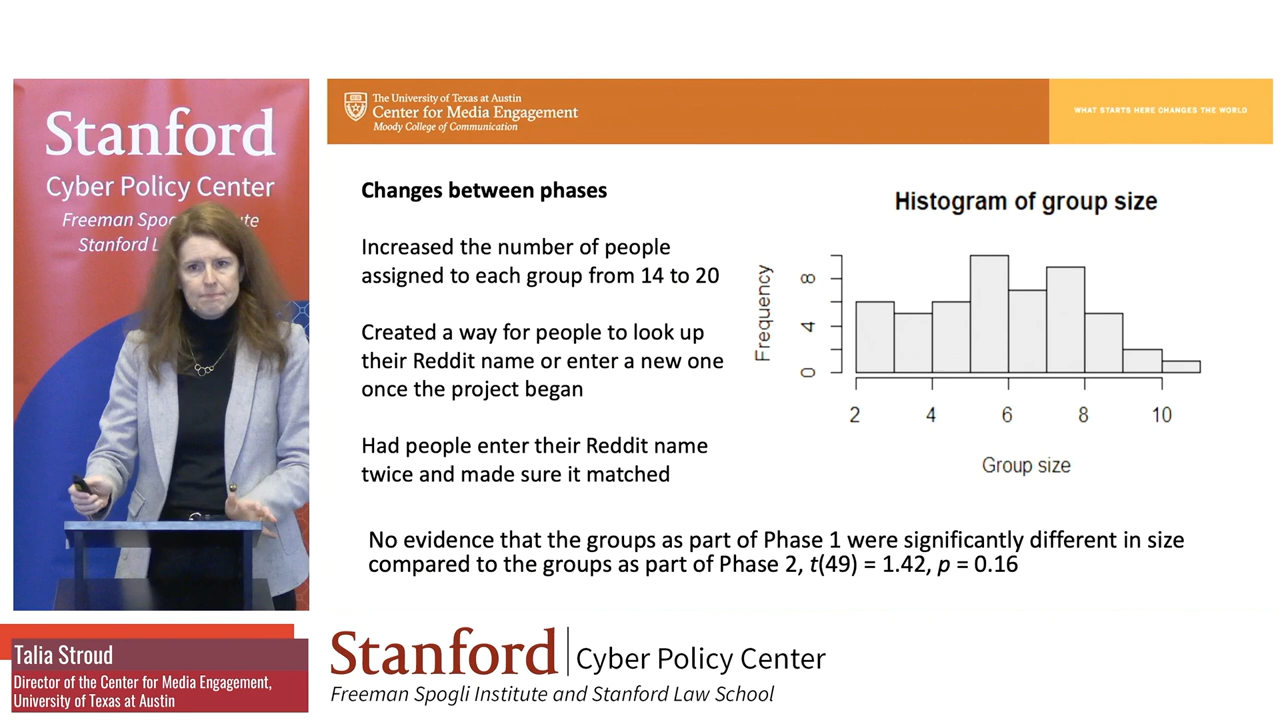 Stanford
Cyber Policy Center
Freeman Spogli Institute
Stanford L
The University of Texas at Austin
Center for Media Engagement
Moody College of Communication
WHAT STARTS HERE CHANGES THE WORLD
Changes between phases
Increased the number of people
assigned to each group from 14 to 20
Created a way for people to look up
their Reddit name or enter a new one
once the project began
Had people enter their Reddit name
twice and made sure it matched
Histogram of group size
Frequency
8
4
0
2 4 6 8 10
Group size
No evidence that the groups as part of Phase 1 were significantly different in size
compared to the groups as part of Phase 2, t(49) = 1.42, p = 0.16
Talia Stroud
Director of the Center for Media Engagement,
University of Texas at Austin
Stanford Cyber Policy Center
Freeman Spogli Institute and Stanford Law School